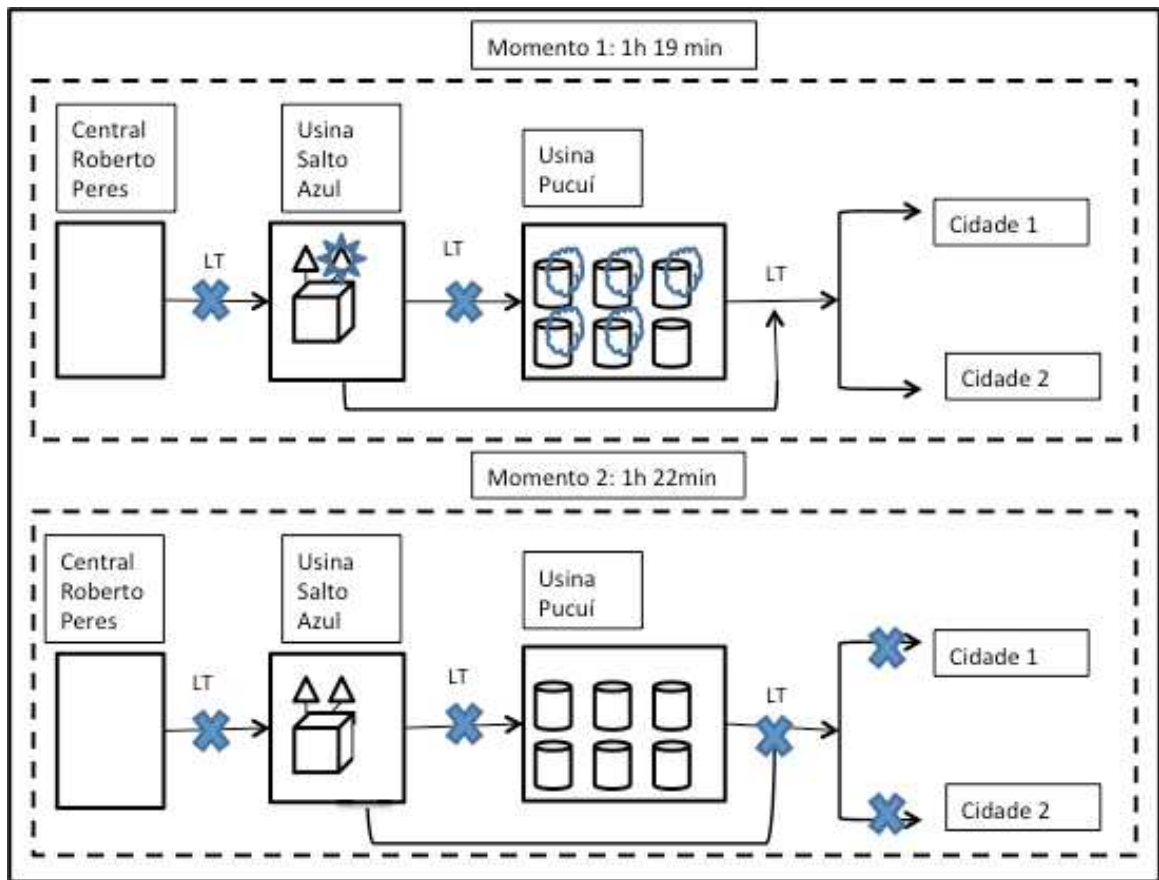 Momento 1: 1h 19 min
Central
Roberto
Peres
Usina
Salto
Azul
Usina
Pucuí
LT
LT
LT
Cidade 1
Cidade 2
Momento 2: 1h 22min
Central
Roberto
Peres
Usina
Salto
Azul
Usina
Pucuí
LT
LT
LT
Cidade 1
Cidade 2